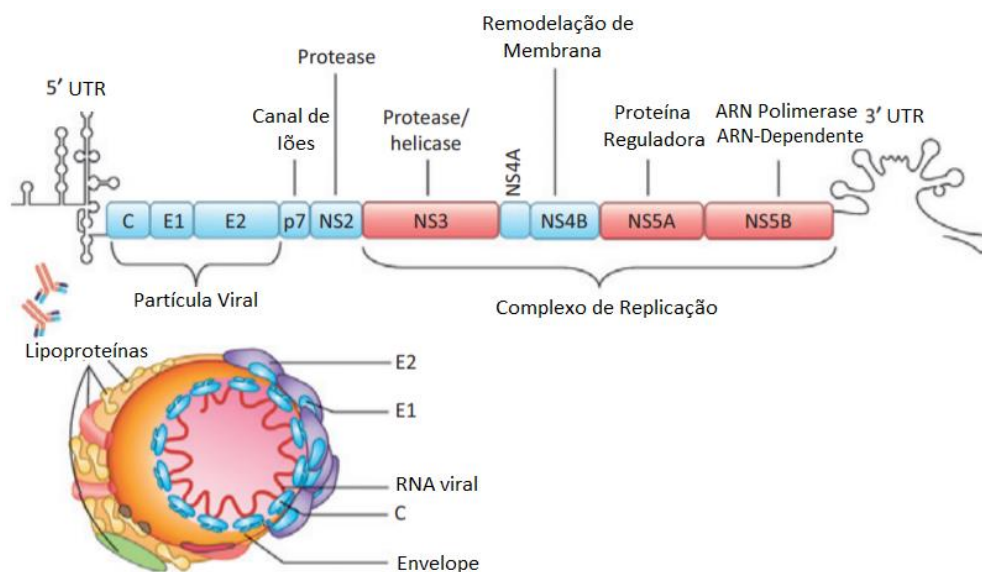 Remodelação de
Membrana
Protease
5′ UTR
Canal de
Iões
Protease/
helicase
NS4A
Proteína
Reguladora
ARN Polimerase
ARN-Dependente
3′ UTR
C
E1
E2
p7
NS2
NS3
NS4B
NS5A
NS5B
Partícula Viral
Complexo de Replicação
Lipoproteínas
E2
E1
RNA viral
C
Envelope